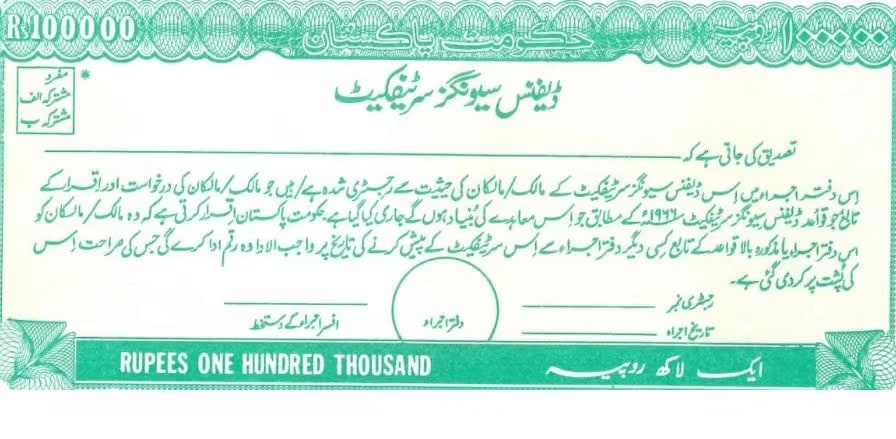 Rs100000
حکومت پاکستان
روپیہ ۱۰۰۰۰۰
*
مفرد
مشترکہ الف
مشترکہ ب
ڈیفنس سیونگز سرٹیفکیٹ
تصدیق کی جاتی ہے کہ
اس دفتر اجراء میں اس ڈیفنس سیونگز سرٹیفکیٹ کے مالک/مالکان کی حیثیت سے رجسٹری شدہ ہے/ہیں جو مالک/مالکان کی درخواست اور اقرار کے
تابع جو قواعد ڈیفنس سیونگز سرٹیفکیٹ ۱۹۶۶ء کے مطابق جو اس معاہدے کی بنیاد ہوں گے جاری کیا گیا ہے۔ حکومت پاکستان اقرار کرتی ہے کہ وہ مالک/مالکان کو
اس دفتر اجراء یا مذکورہ بالا قواعد کے تابع کسی دیگر دفتر اجراء سے اس سرٹیفکیٹ کے پیش کرنے کی تاریخ پر واجب الادا وہ رقم ادا کرے گی جس کی صراحت اس
کی پشت پر کر دی گئی ہے۔
رجسٹری نمبر
تاریخ اجراء
دفتر اجراء
افسر اجراء کے دستخط
RUPEES ONE HUNDRED THOUSAND
ایک لاکھ روپیہ